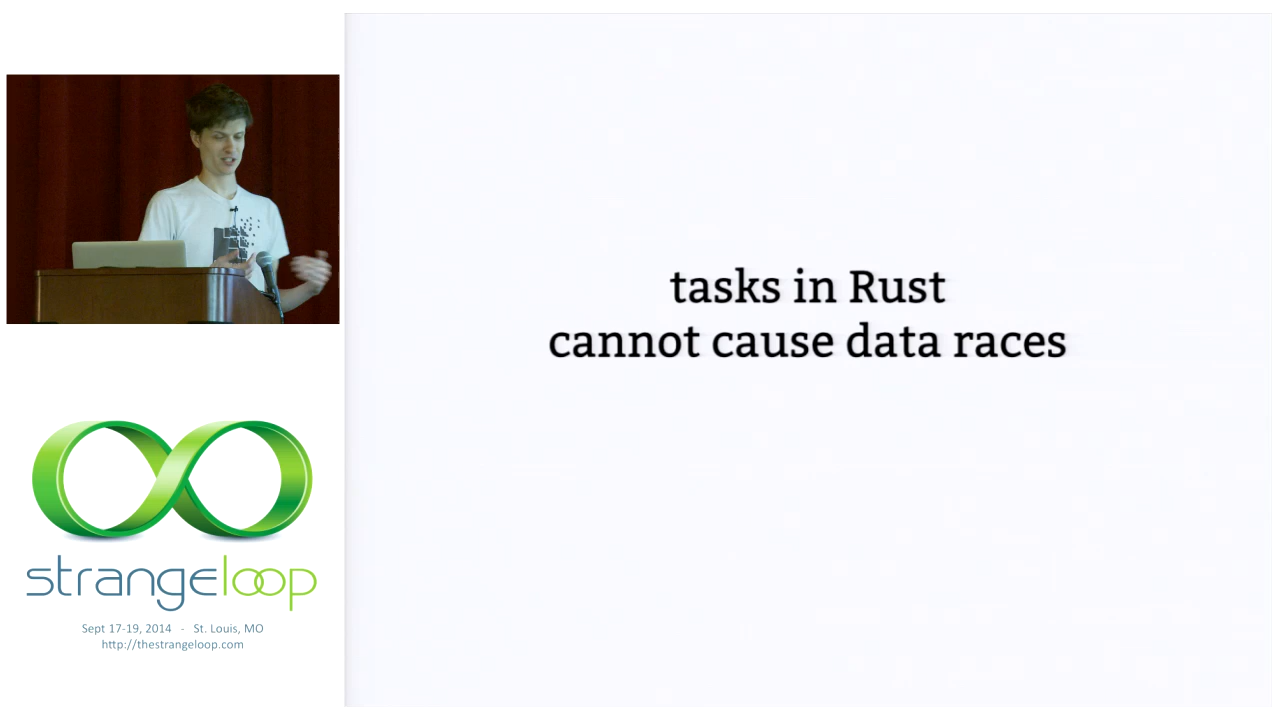 tasks in Rust
cannot cause data races
strangeloop
Sept 17-19, 2014 - St. Louis, MO
http://thestrangeloop.com